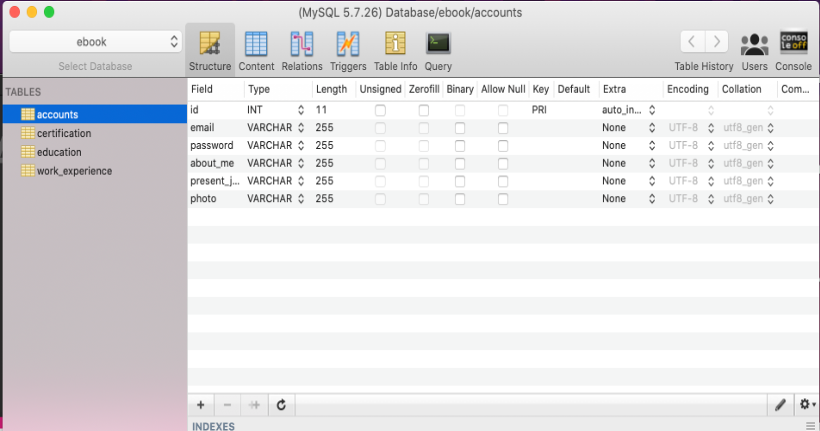 (MySQL 5.7.26) Database/ebook/accounts
ebook
Select Database
Structure Content Relations Triggers Table Info Query
Table History Users Console
conso
le off
TABLES
accounts
certification
education
work_experience
Field Type Length Unsigned Zerofill Binary Allow Null Key Default Extra Encoding Collation Com...
id INT 11 PRI auto_in...
email VARCHAR 255 None UTF-8 utf8_gen
password VARCHAR 255 None UTF-8 utf8_gen
about_me VARCHAR 255 None UTF-8 utf8_gen
present_j... VARCHAR 255 None UTF-8 utf8_gen
photo VARCHAR 255 None UTF-8 utf8_gen
INDEXES